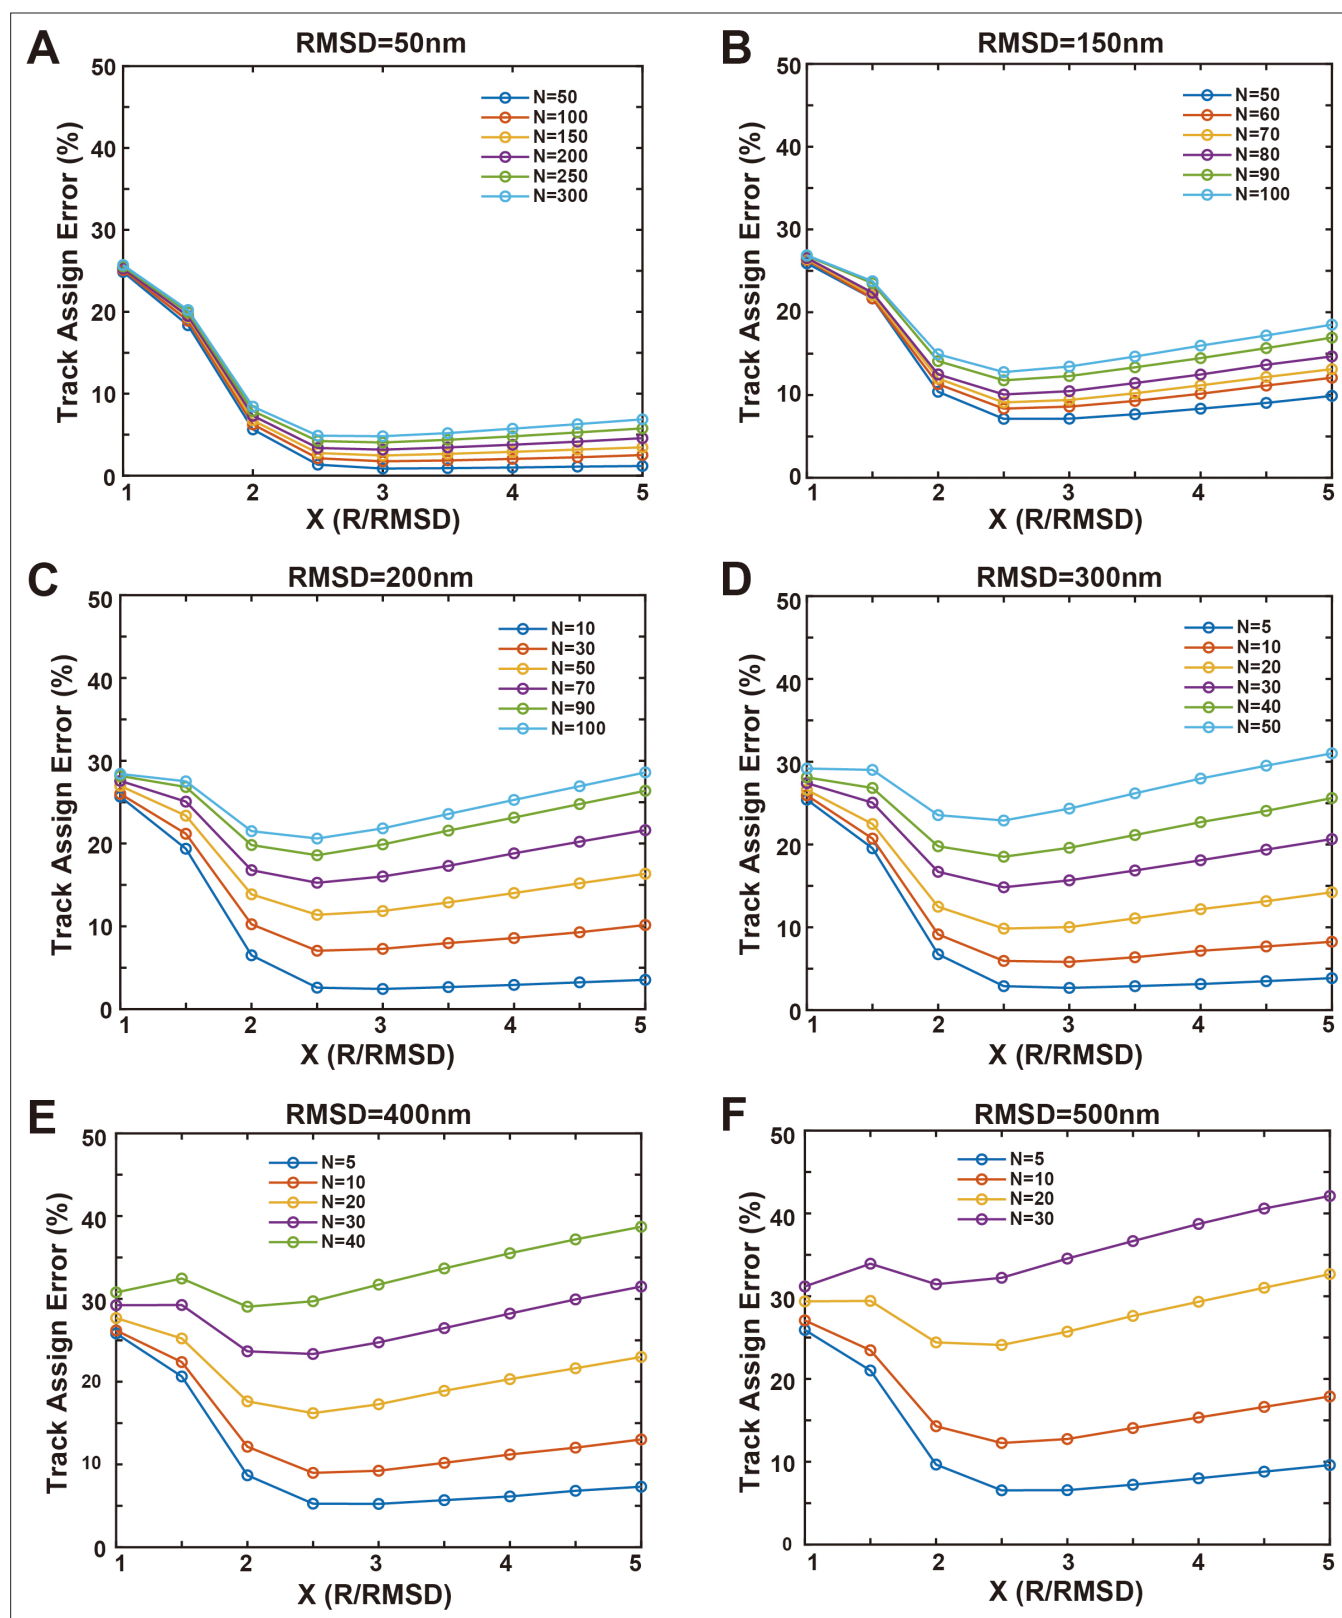 A
RMSD=50nm
Track Assign Error (%)
50
40
30
20
10
0
N=50
N=100
N=150
N=200
N=250
N=300
1 2 3 4 5
X (R/RMSD)
B
RMSD=150nm
Track Assign Error (%)
50
40
30
20
10
0
N=50
N=60
N=70
N=80
N=90
N=100
1 2 3 4 5
X (R/RMSD)
C
RMSD=200nm
Track Assign Error (%)
50
40
30
20
10
0
N=10
N=30
N=50
N=70
N=90
N=100
1 2 3 4 5
X (R/RMSD)
D
RMSD=300nm
Track Assign Error (%)
50
40
30
20
10
0
N=5
N=10
N=20
N=30
N=40
N=50
1 2 3 4 5
X (R/RMSD)
E
RMSD=400nm
Track Assign Error (%)
50
40
30
20
10
0
N=5
N=10
N=20
N=30
N=40
1 2 3 4 5
X (R/RMSD)
F
RMSD=500nm
Track Assign Error (%)
50
40
30
20
10
0
N=5
N=10
N=20
N=30
1 2 3 4 5
X (R/RMSD)